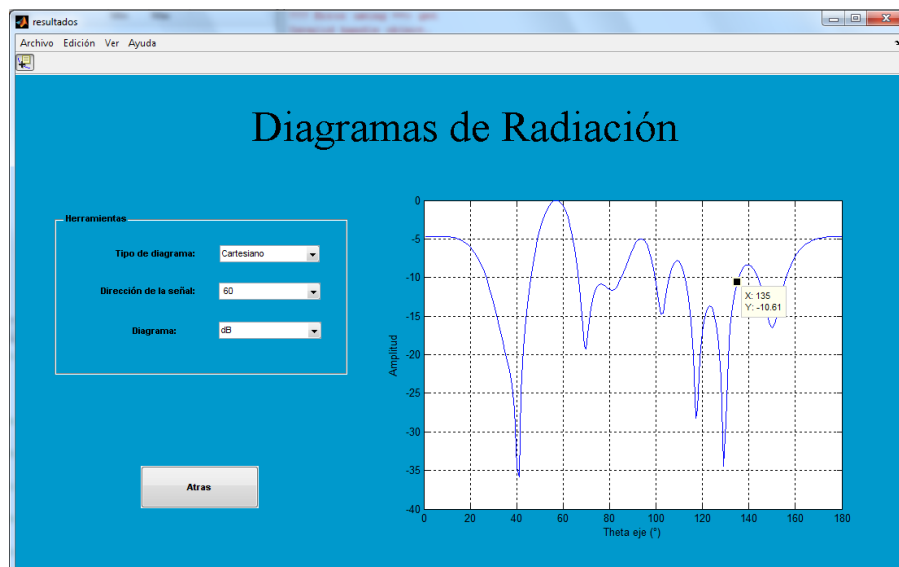 resultados
Archivo Edición Ver Ayuda
Diagramas de Radiación
Herramientas
Tipo de diagrama: Cartesiano
Dirección de la señal: 60
Diagrama: dB
Atras
Amplitud
0
-5
-10
-15
-20
-25
-30
-35
-40
0 20 40 60 80 100 120 140 160 180
Theta eje (°)
X: 135
Y: -10.61